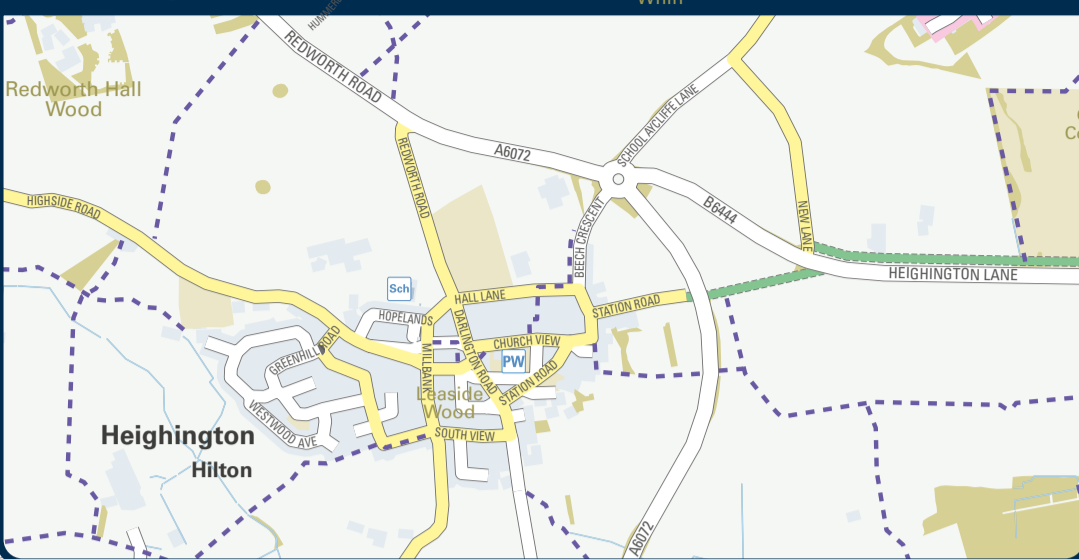 REDWORTH ROAD
Redworth Hall
Wood
SCHOOL AYCLIFFE LANE
A6072
REDWORTH ROAD
HIGHSIDE ROAD
B6444
NEW LANE
BEECH CRESCENT
HEIGHINGTON LANE
Sch
HALL LANE
STATION ROAD
HOPELANDS
DARLINGTON ROAD
CHURCH VIEW
GREENHILL ROAD
MILLBANK
PW
STATION ROAD
Leaside
Wood
WESTWOOD AVE
SOUTH VIEW
Heighington
Hilton
A6072